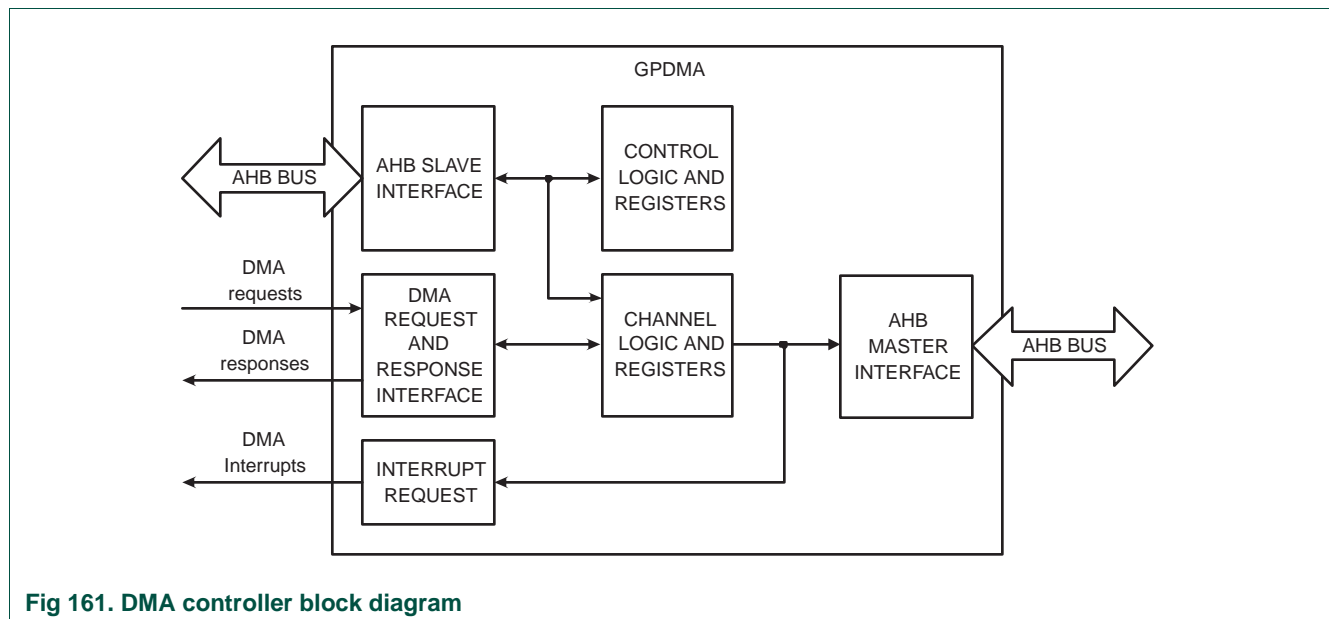 GPDMA
AHB BUS
AHB SLAVE
INTERFACE
CONTROL
LOGIC AND
REGISTERS
DMA
requests
DMA
responses
DMA
REQUEST
AND
RESPONSE
INTERFACE
CHANNEL
LOGIC AND
REGISTERS
AHB
MASTER
INTERFACE
AHB BUS
DMA
Interrupts
INTERRUPT
REQUEST
Fig 161. DMA controller block diagram